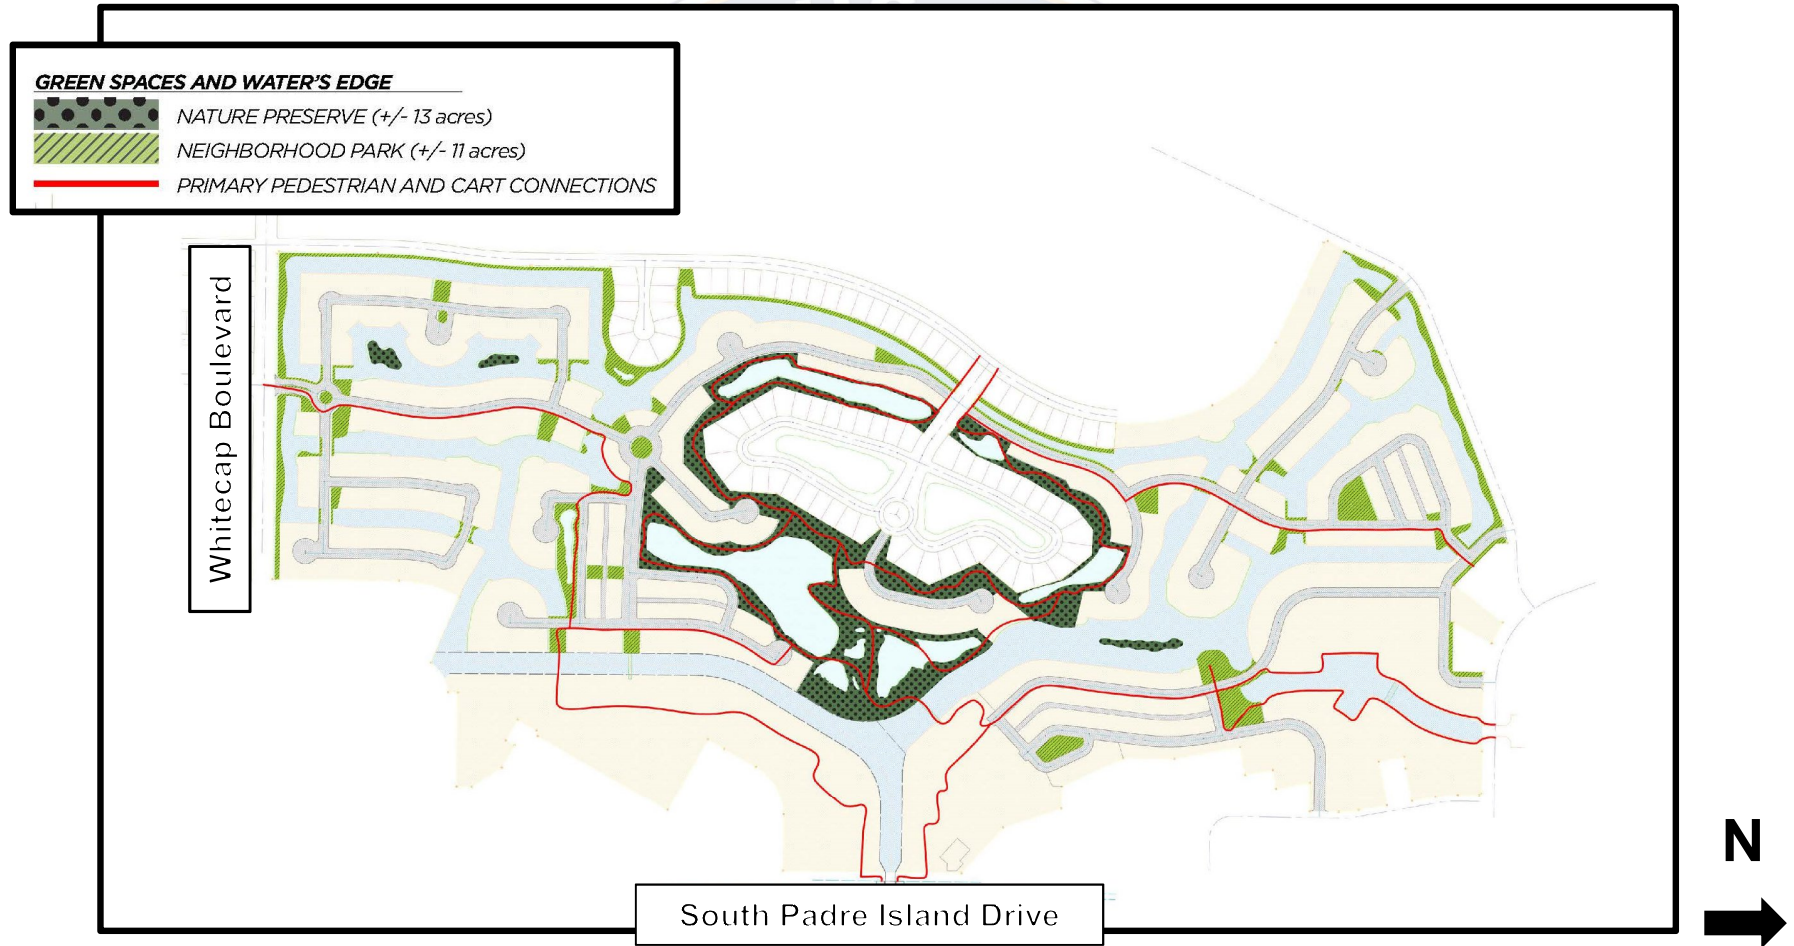 GREEN SPACES AND WATER'S EDGE
NATURE PRESERVE (+/- 13 acres)
NEIGHBORHOOD PARK (+/- 11 acres)
PRIMARY PEDESTRIAN AND CART CONNECTIONS
Whitecap Boulevard
South Padre Island Drive
N